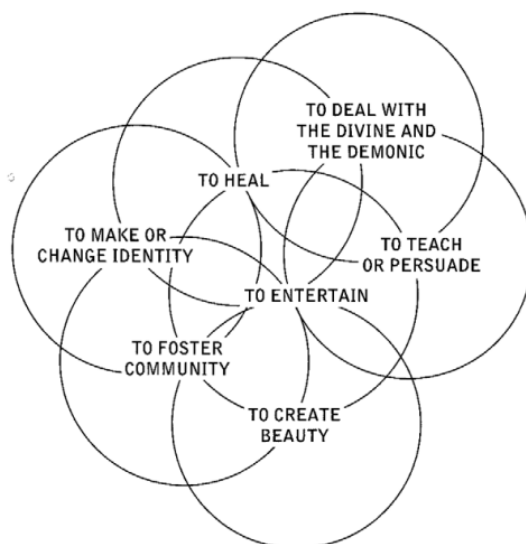 TO DEAL WITH
THE DIVINE AND
THE DEMONIC
TO HEAL
TO MAKE OR
CHANGE IDENTITY
TO TEACH
OR PERSUADE
TO ENTERTAIN
TO FOSTER
COMMUNITY
TO CREATE
BEAUTY